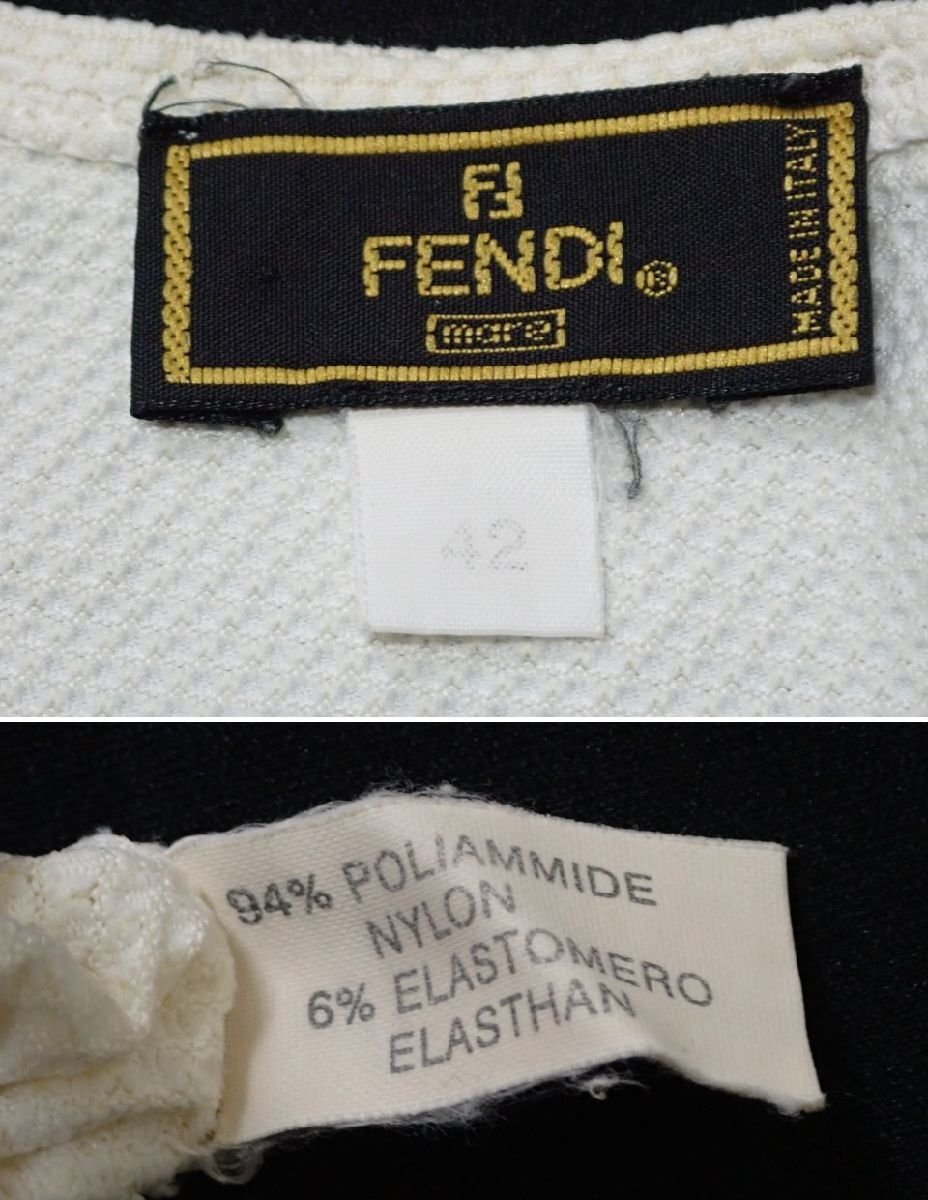 FF
FENDI®
mare
MADE IN ITALY
42
94% POLIAMMIDE
NYLON
6% ELASTOMERO
ELASTHAN